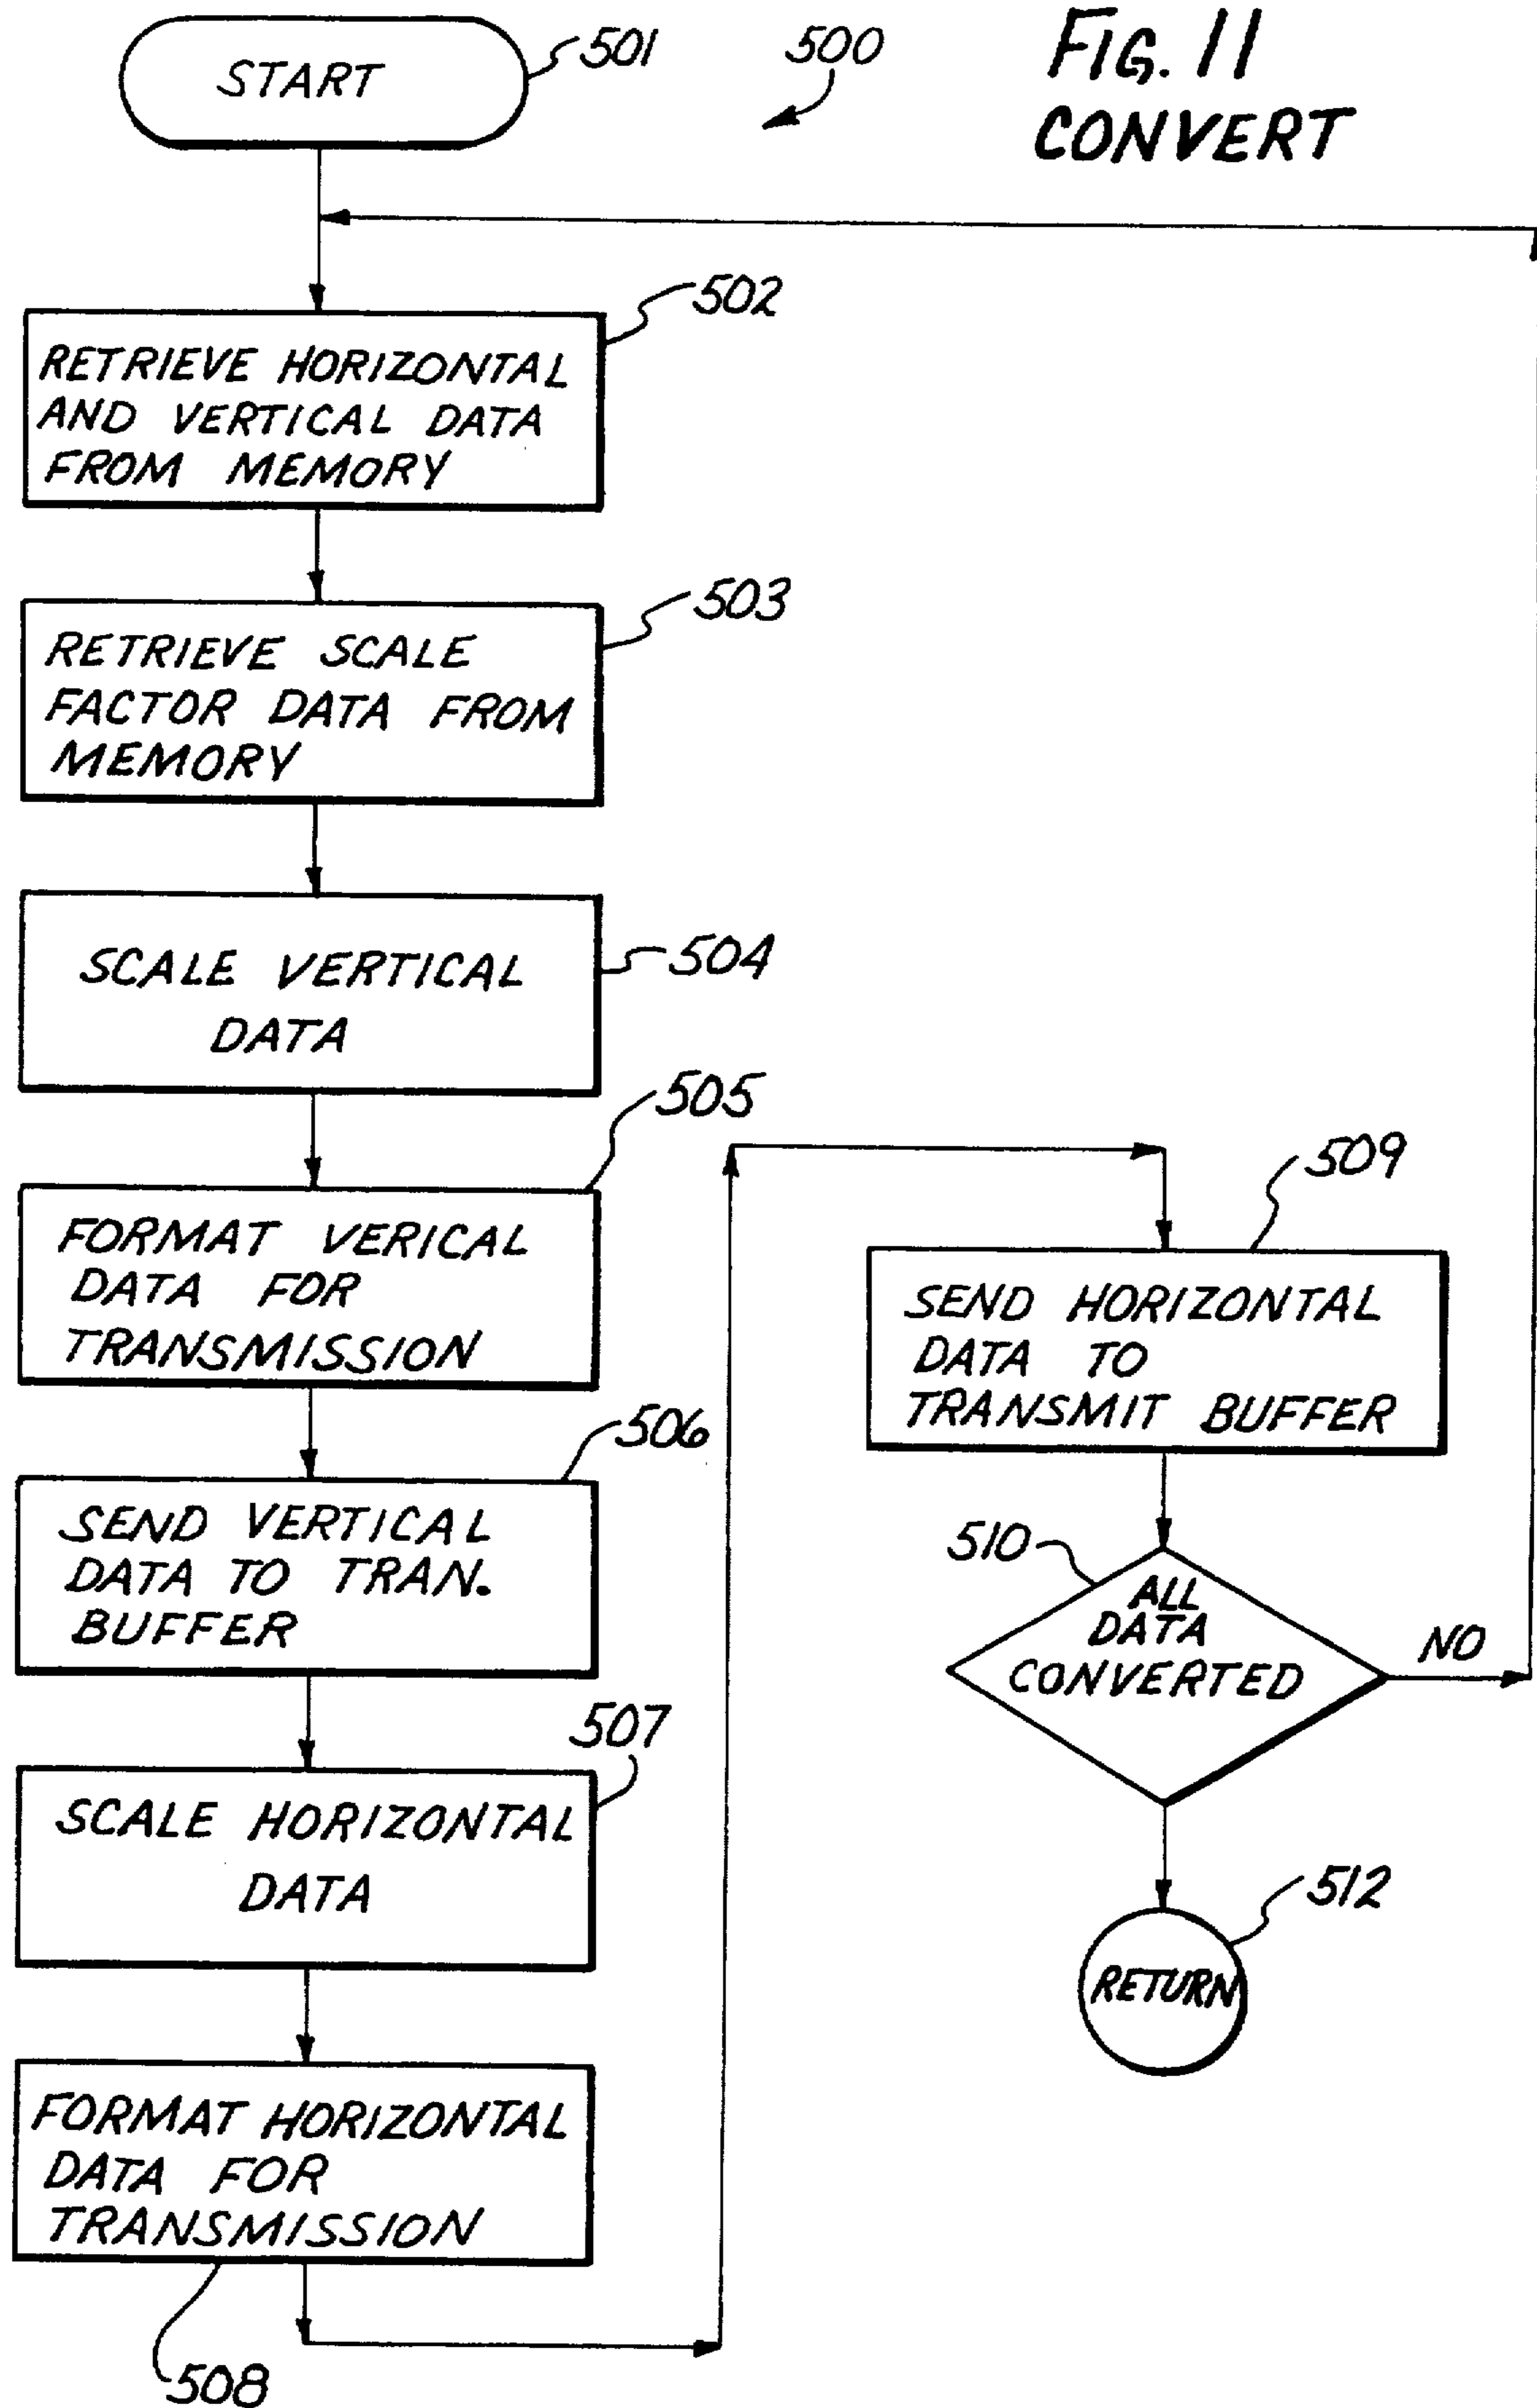 FIG. 11
CONVERT
500
START
501
RETRIEVE HORIZONTAL
AND VERTICAL DATA
FROM MEMORY
502
RETRIEVE SCALE
FACTOR DATA FROM
MEMORY
503
SCALE VERTICAL
DATA
504
FORMAT VERICAL
DATA FOR
TRANSMISSION
505
SEND VERTICAL
DATA TO TRAN.
BUFFER
506
SCALE HORIZONTAL
DATA
507
FORMAT HORIZONTAL
DATA FOR
TRANSMISSION
508
SEND HORIZONTAL
DATA TO
TRANSMIT BUFFER
509
ALL
DATA
CONVERTED
510
NO
RETURN
512